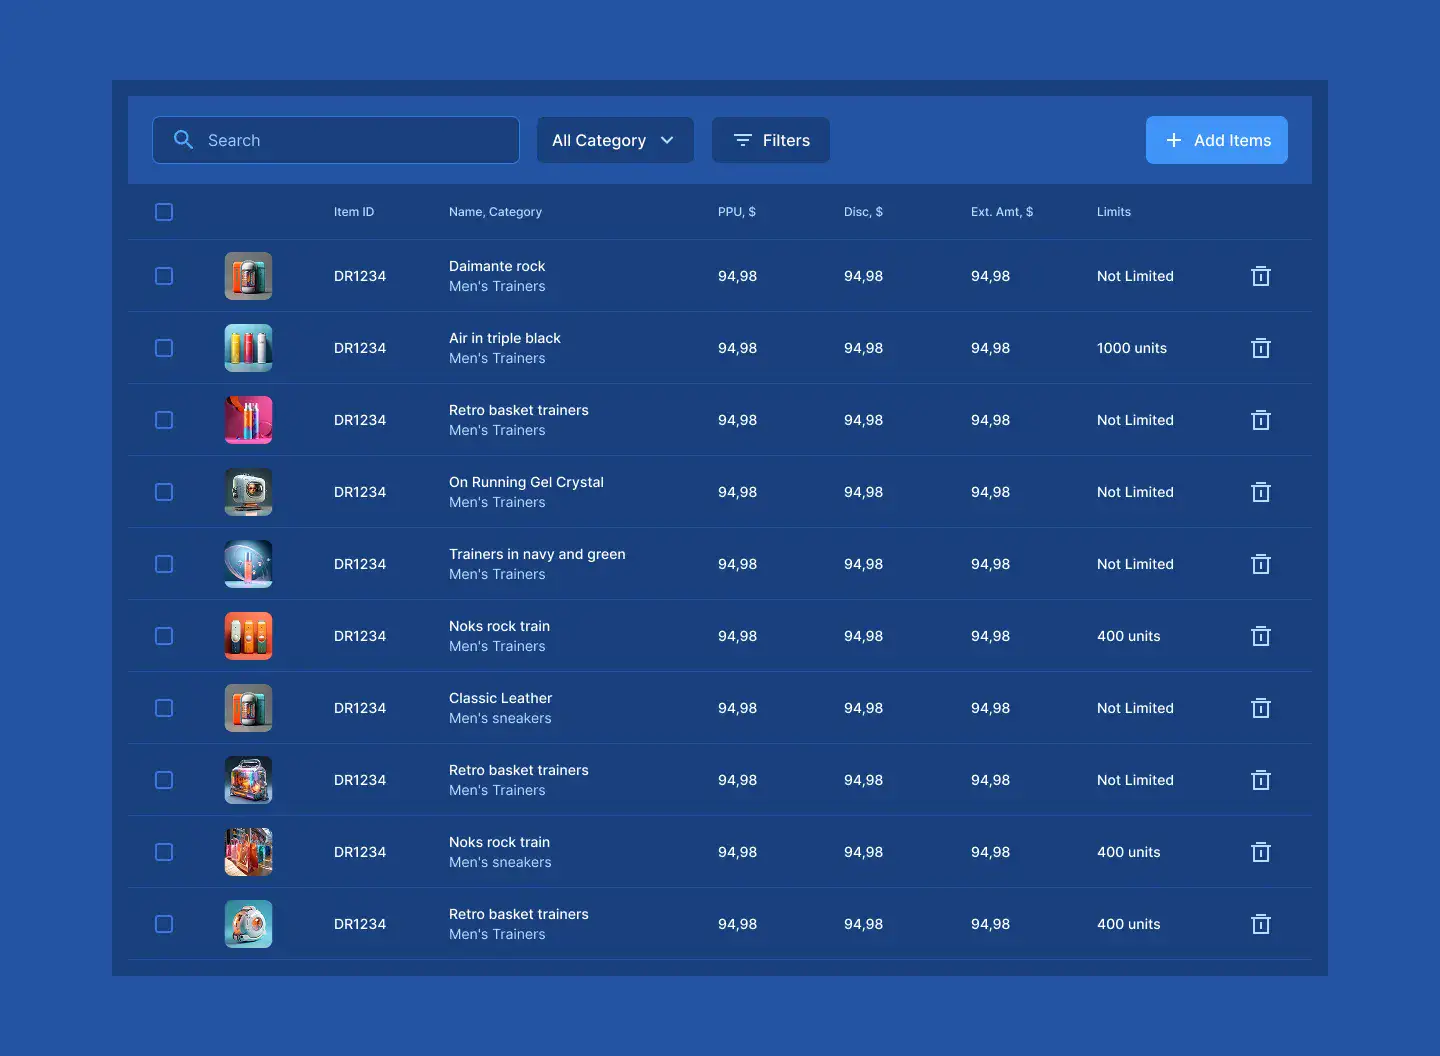 Search
All Category
Filters
Add Items
Item ID Name, Category PPU, $ Disc, $ Ext. Amt, $ Limits
Daimante rock
DR1234 94,98 94,98 94,98 Not Limited
Men's Trainers
Air in triple black
DR1234 94,98 94,98 94,98 1000 units
Men's Trainers
Retro basket trainers
DR1234 94,98 94,98 94,98 Not Limited
Men's Trainers
On Running Gel Crystal
DR1234 94,98 94,98 94,98 Not Limited
Men's Trainers
Trainers in navy and green
DR1234 94,98 94,98 94,98 Not Limited
Men's Trainers
Noks rock train
DR1234 94,98 94,98 94,98 400 units
Men's Trainers
Classic Leather
DR1234 94,98 94,98 94,98 Not Limited
Men's sneakers
Retro basket trainers
DR1234 94,98 94,98 94,98 Not Limited
Men's Trainers
Noks rock train
DR1234 94,98 94,98 94,98 400 units
Men's sneakers
Retro basket trainers
DR1234 94,98 94,98 94,98 400 units
Men's Trainers